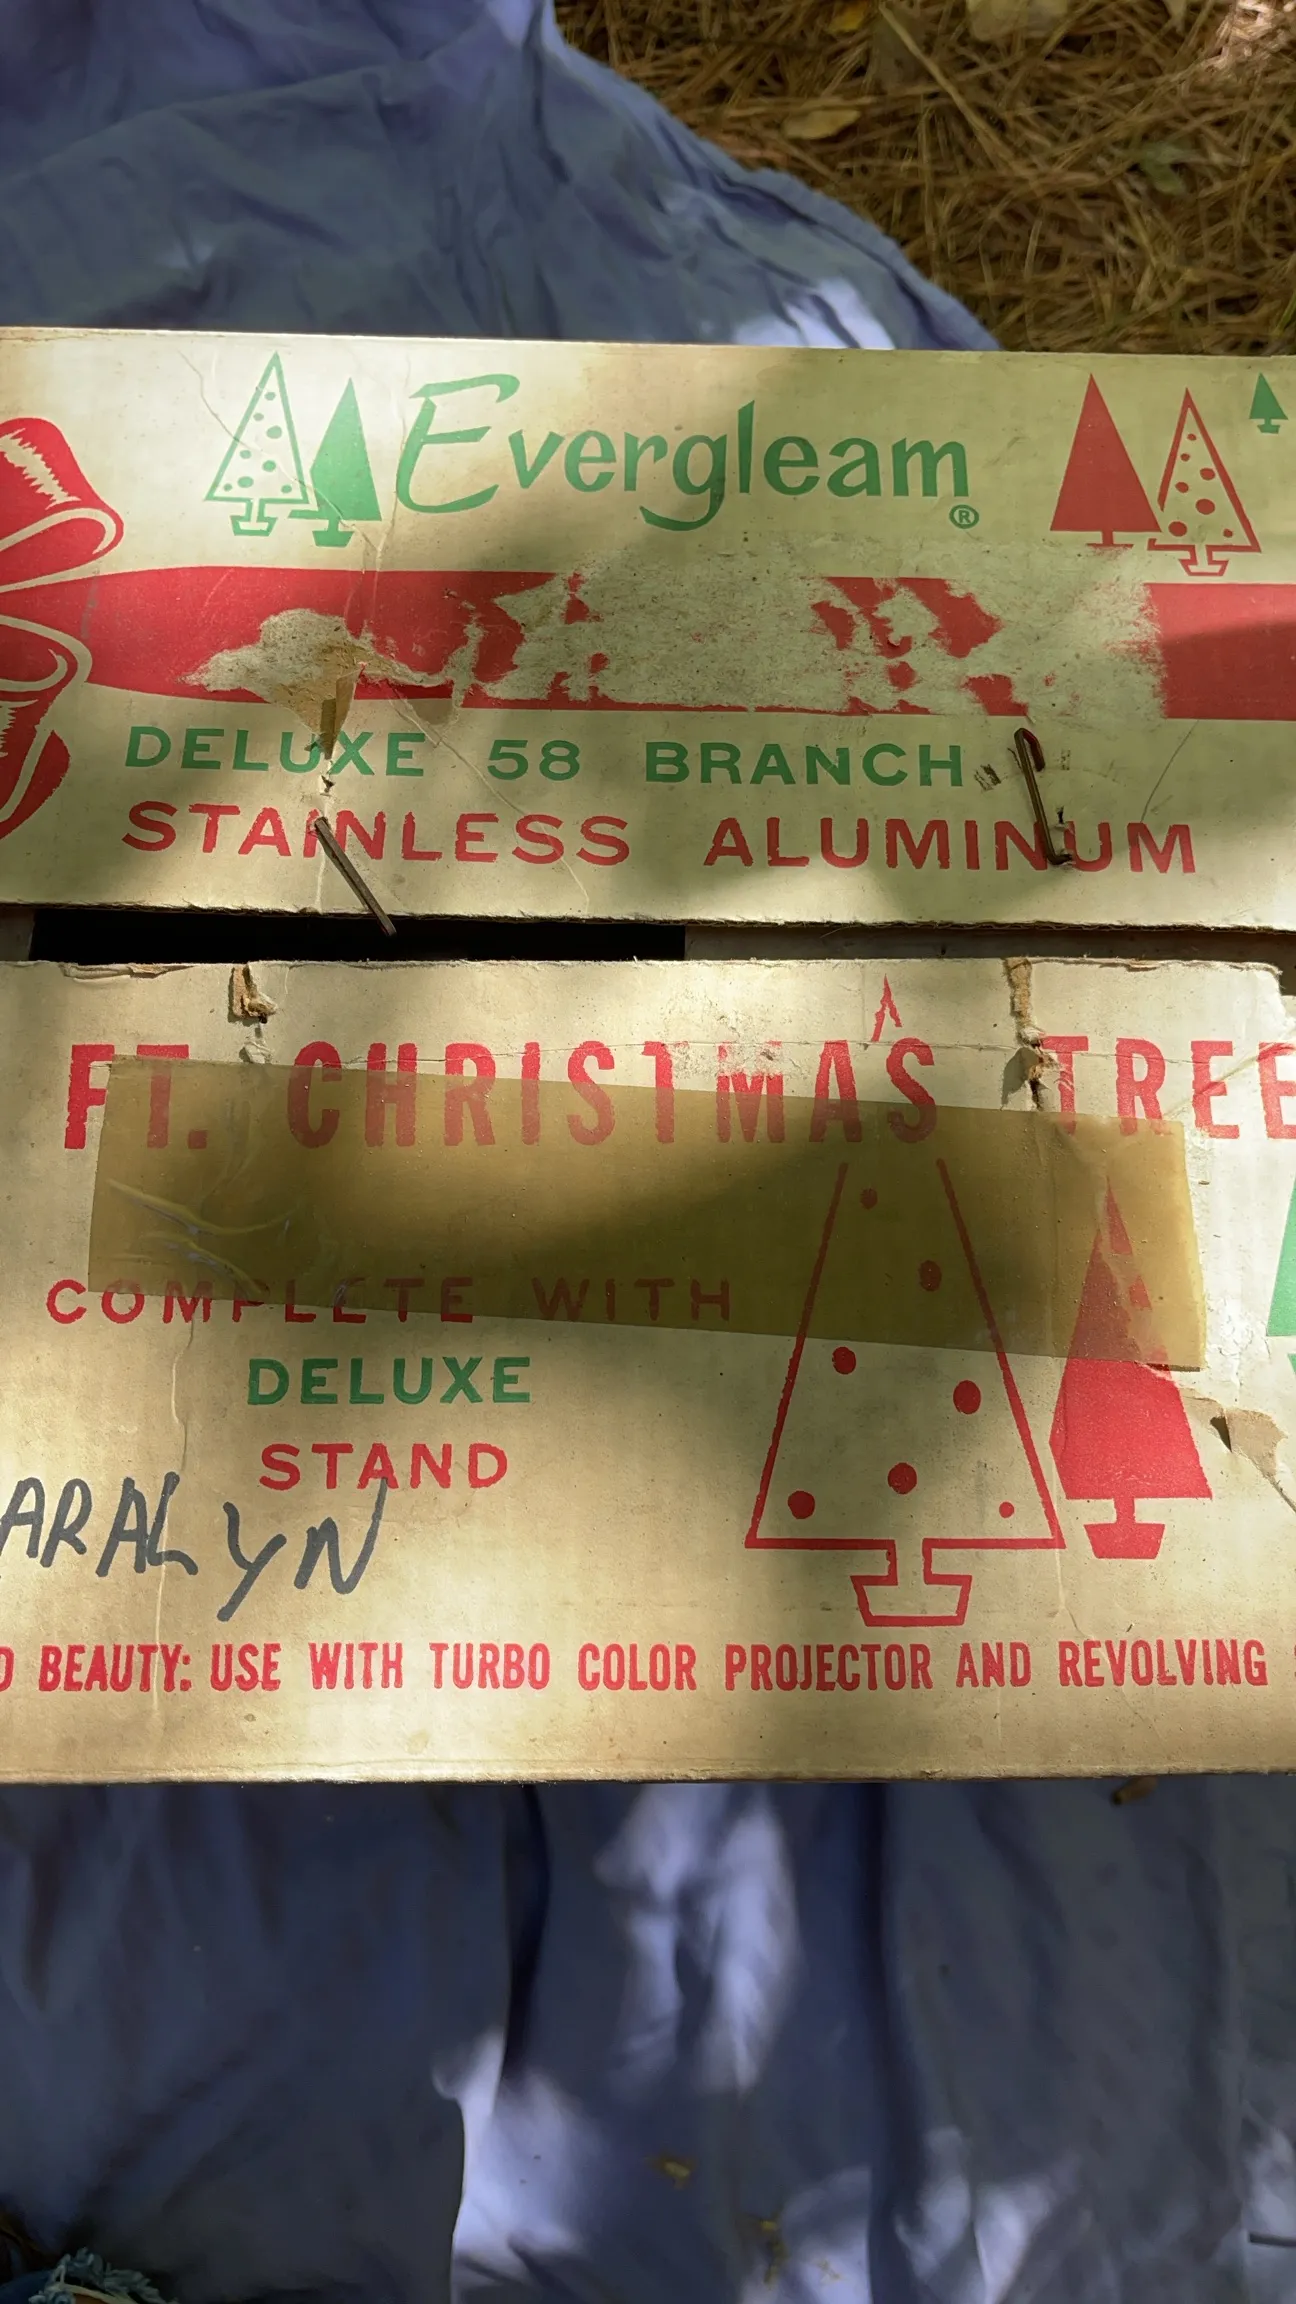 Evergleam®
DELUXE 58 BRANCH
STAINLESS ALUMINUM
FT. CHRISTMAS TREE
COMPLETE WITH
DELUXE
STAND
ARALYN
D BEAUTY: USE WITH TURBO COLOR PROJECTOR AND REVOLVING